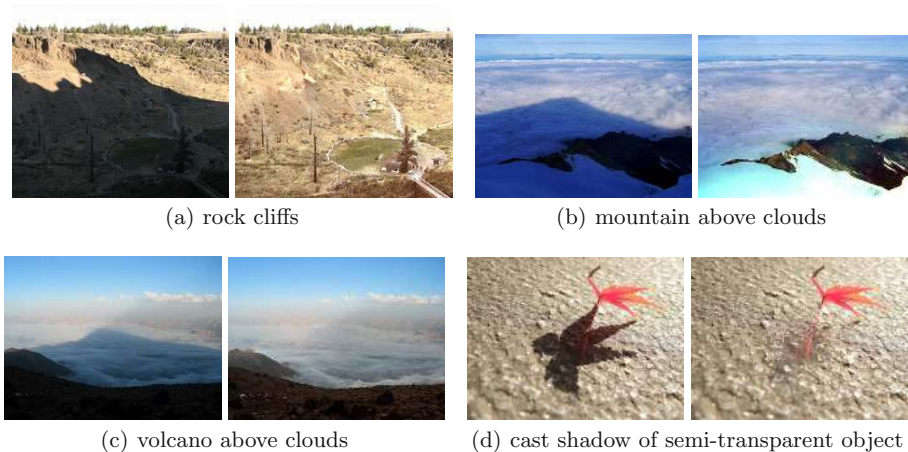 (a) rock cliffs
(b) mountain above clouds
(c) volcano above clouds
(d) cast shadow of semi-transparent object